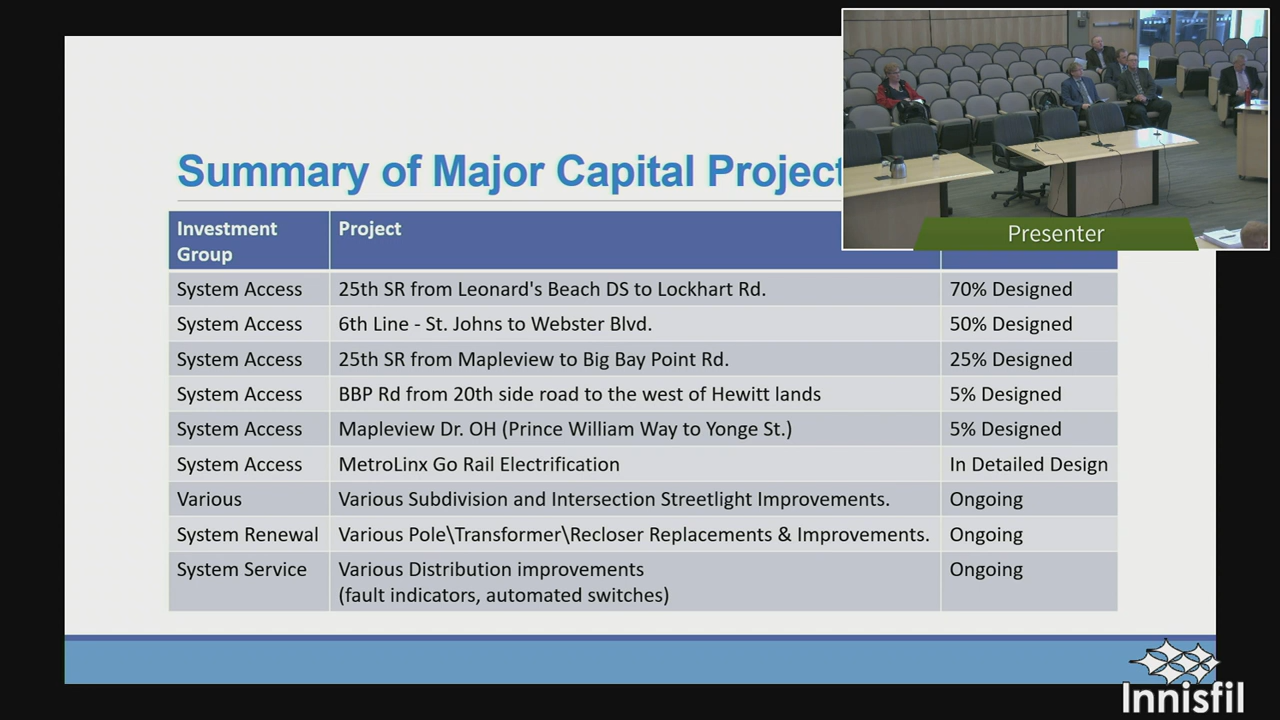 Summary of Major Capital Project
Presenter
Investment
Group
Project
System Access
25th SR from Leonard's Beach DS to Lockhart Rd.
70% Designed
System Access
6th Line - St. Johns to Webster Blvd.
50% Designed
System Access
25th SR from Mapleview to Big Bay Point Rd.
25% Designed
System Access
BBP Rd from 20th side road to the west of Hewitt lands
5% Designed
System Access
Mapleview Dr. OH (Prince William Way to Yonge St.)
5% Designed
System Access
MetroLinx Go Rail Electrification
In Detailed Design
Various
Various Subdivision and Intersection Streetlight Improvements.
Ongoing
System Renewal
Various Pole\Transformer\Recloser Replacements & Improvements.
Ongoing
System Service
Various Distribution improvements
(fault indicators, automated switches)
Ongoing
Innisfil